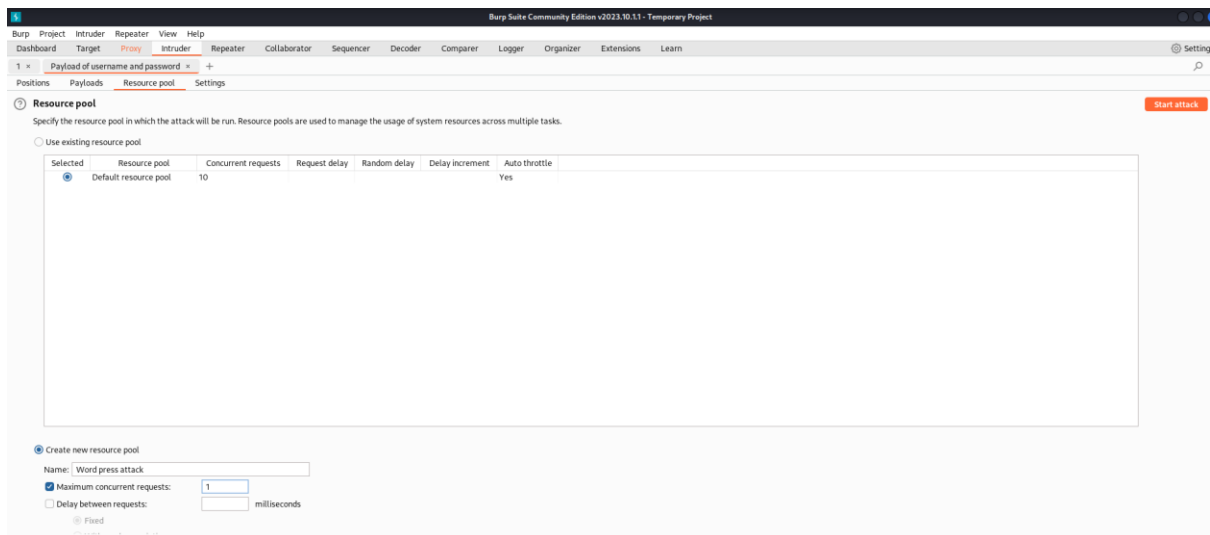 Burp Suite Community Edition v2023.10.1.1 - Temporary Project
Burp Project Intruder Repeater View Help
Dashboard Target Proxy Intruder Repeater Collaborator Sequencer Decoder Comparer Logger Organizer Extensions Learn Setting
1 × Payload of username and password × +
Positions Payloads Resource pool Settings
? Resource pool Start attack
Specify the resource pool in which the attack will be run. Resource pools are used to manage the usage of system resources across multiple tasks.
Use existing resource pool
Selected Resource pool Concurrent requests Request delay Random delay Delay increment Auto throttle
Default resource pool 10 Yes
Create new resource pool
Name: Word press attack
Maximum concurrent requests: 1
Delay between requests: milliseconds
Fixed